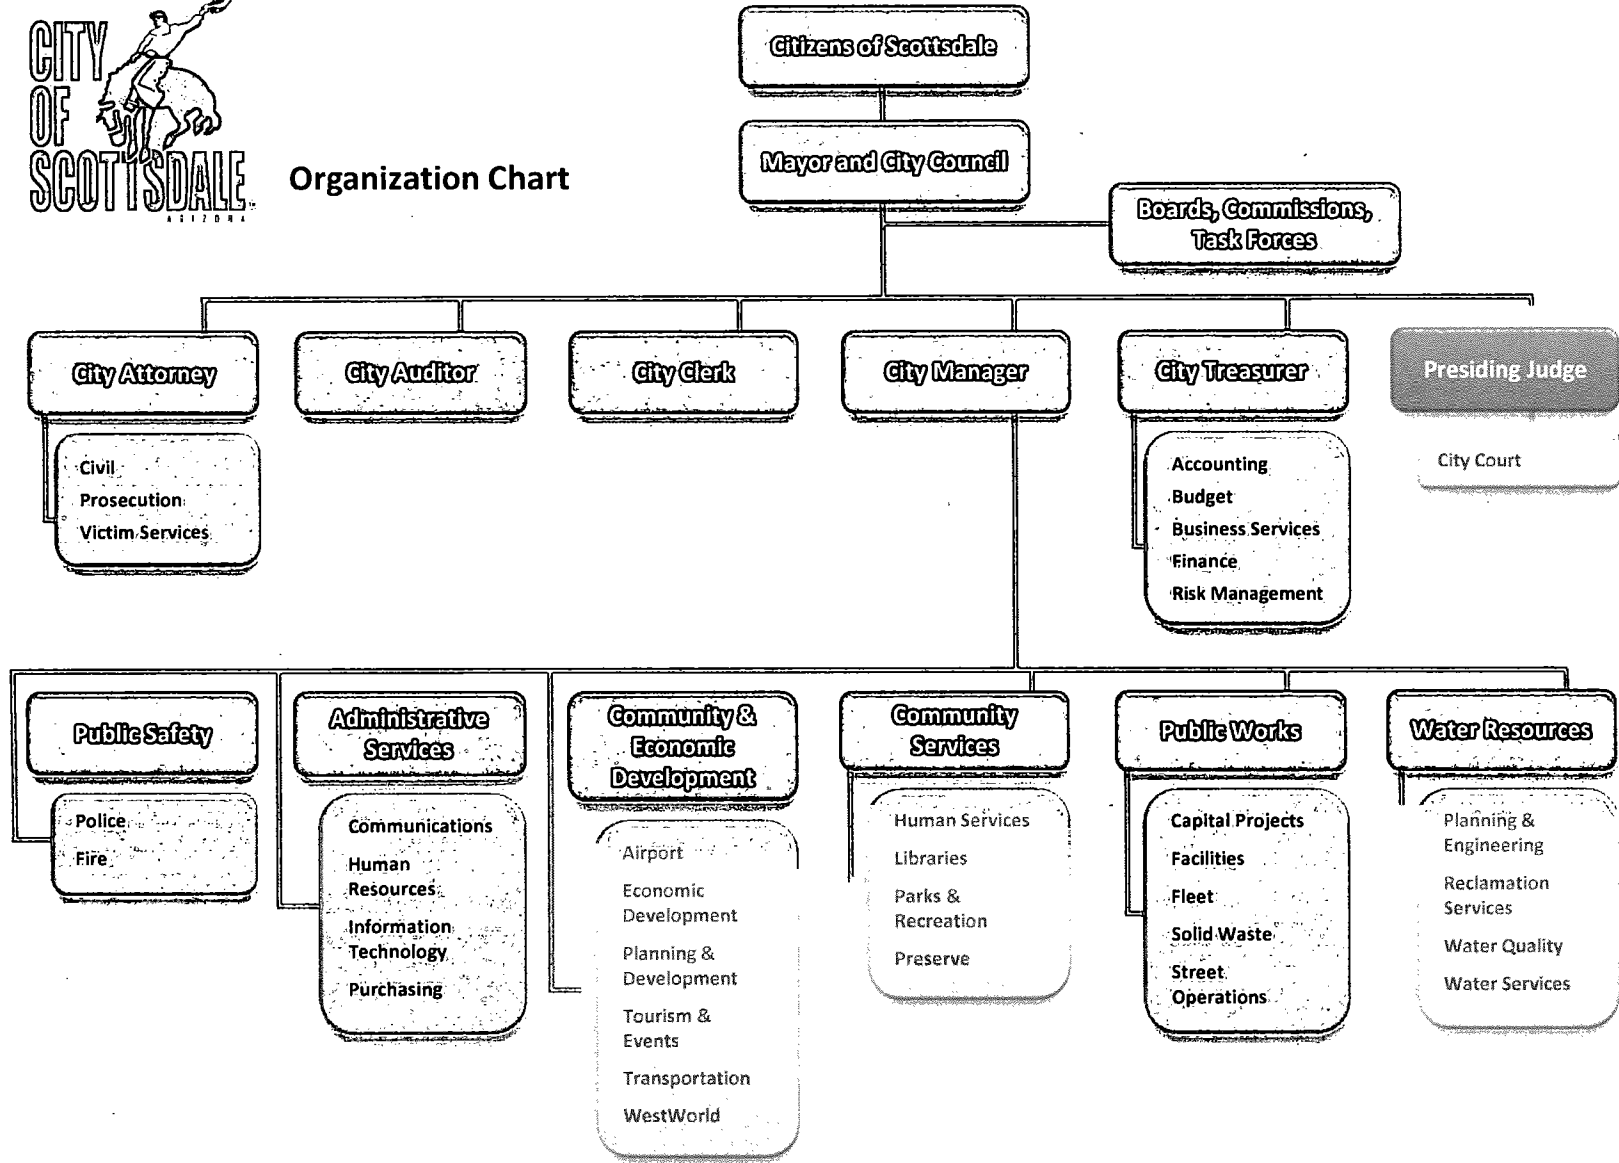 CITY
OF
SCOTTSDALE
ARIZONA
Organization Chart
Citizens of Scottsdale
Mayor and City Council
Boards, Commissions,
Task Forces
City Attorney
Civil
Prosecution
Victim Services
City Auditor
City Clerk
City Manager
City Treasurer
Accounting
Budget
Business Services
Finance
Risk Management
Presiding Judge
City Court
Public Safety
Police
Fire
Administrative
Services
Communications
Human
Resources
Information
Technology
Purchasing
Community &
Economic
Development
Airport
Economic
Development
Planning &
Development
Tourism &
Events
Transportation
WestWorld
Community
Services
Human Services
Libraries
Parks &
Recreation
Preserve
Public Works
Capital Projects
Facilities
Fleet
Solid Waste
Street
Operations
Water Resources
Planning &
Engineering
Reclamation
Services
Water Quality
Water Services